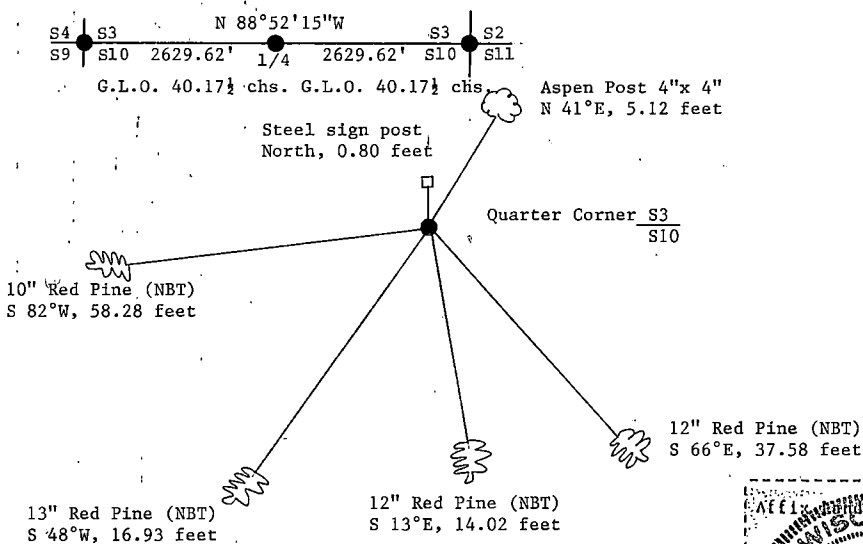 N 88°52'15"W
S4 S3 S3 S2
S9 S10 2629.62' 1/4 2629.62' S10 S11
G.L.O. 40.17½ chs. G.L.O. 40.17½ chs.
Aspen Post 4"x 4"
N 41°E, 5.12 feet
Steel sign post
North, 0.80 feet
Quarter Corner S3
S10
10" Red Pine (NBT)
S 82°W, 58.28 feet
12" Red Pine (NBT)
S 66°E, 37.58 feet
13" Red Pine (NBT)
S 48°W, 16.93 feet
12" Red Pine (NBT)
S 13°E, 14.02 feet
Affix
WISC